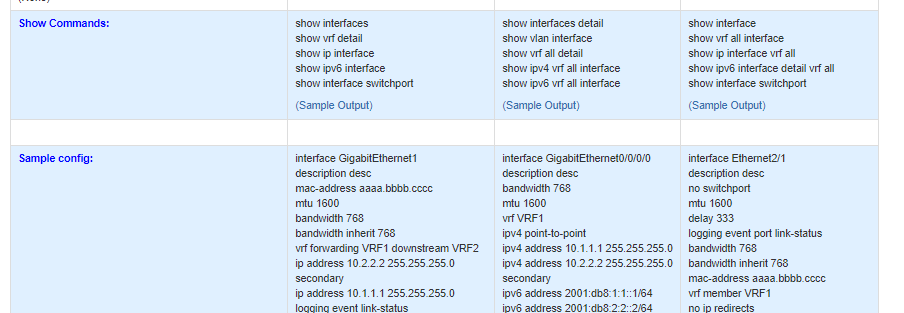 Show Commands:
show interfaces
show vrf detail
show ip interface
show ipv6 interface
show interface switchport
(Sample Output)
show interfaces detail
show vlan interface
show vrf all detail
show ipv4 vrf all interface
show ipv6 vrf all interface
(Sample Output)
show interface
show vrf all interface
show ip interface vrf all
show ipv6 interface detail vrf all
show interface switchport
(Sample Output)
Sample config:
interface GigabitEthernet1
description desc
mac-address aaaa.bbbb.cccc
mtu 1600
bandwidth 768
bandwidth inherit 768
vrf forwarding VRF1 downstream VRF2
ip address 10.2.2.2 255.255.255.0
secondary
ip address 10.1.1.1 255.255.255.0
logging event link-status
interface GigabitEthernet0/0/0/0
description desc
bandwidth 768
mtu 1600
vrf VRF1
ipv4 point-to-point
ipv4 address 10.1.1.1 255.255.255.0
ipv4 address 10.2.2.2 255.255.255.0
secondary
ipv6 address 2001:db8:1:1::1/64
ipv6 address 2001:db8:2:2::2/64
interface Ethernet2/1
description desc
no switchport
mtu 1600
delay 333
logging event port link-status
bandwidth 768
bandwidth inherit 768
mac-address aaaa.bbbb.cccc
vrf member VRF1
no ip redirects